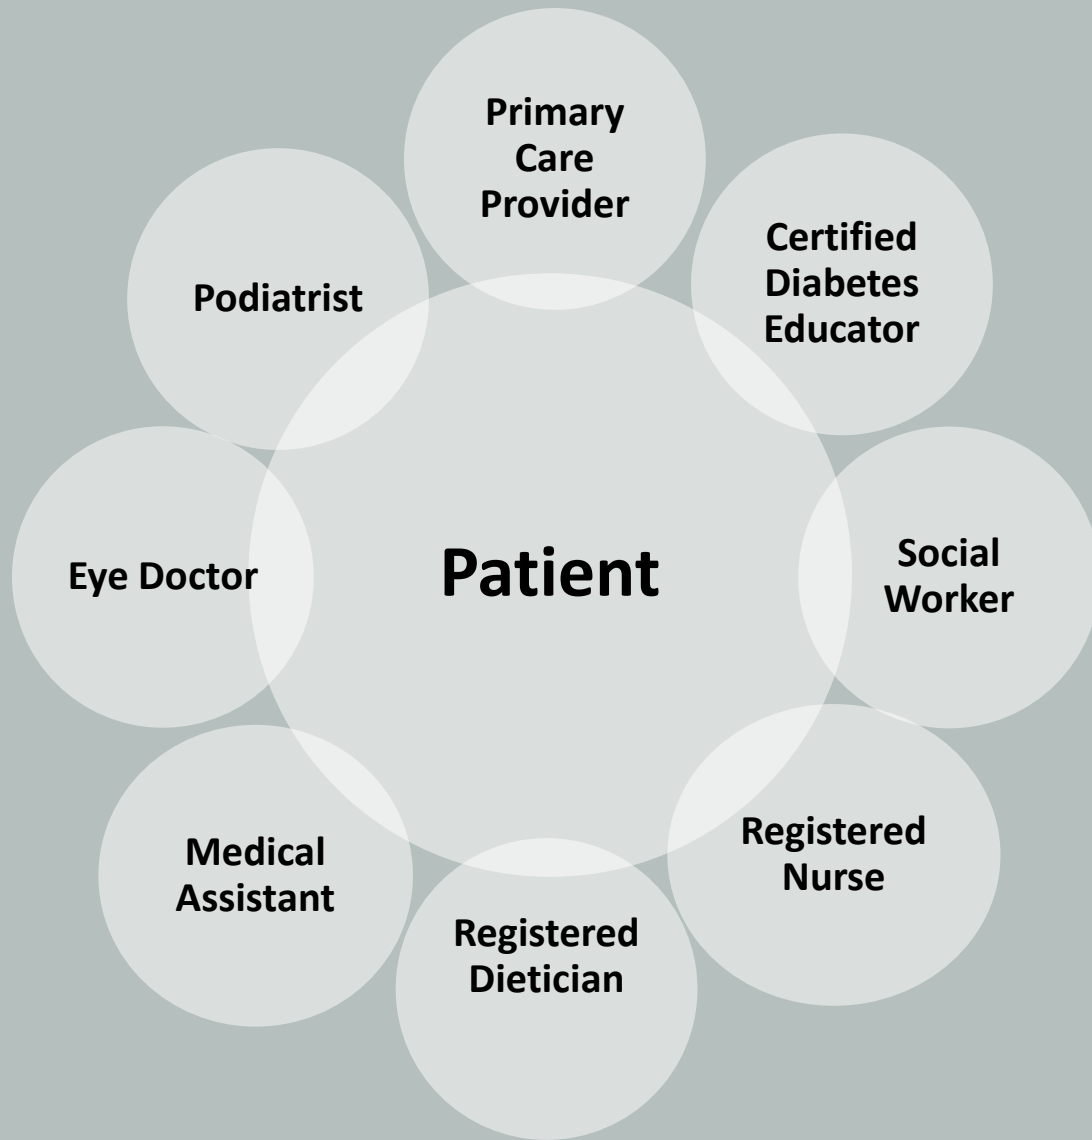 Primary
Care
Provider
Certified
Diabetes
Educator
Podiatrist
Social
Worker
Patient
Eye Doctor
Registered
Nurse
Medical
Assistant
Registered
Dietician